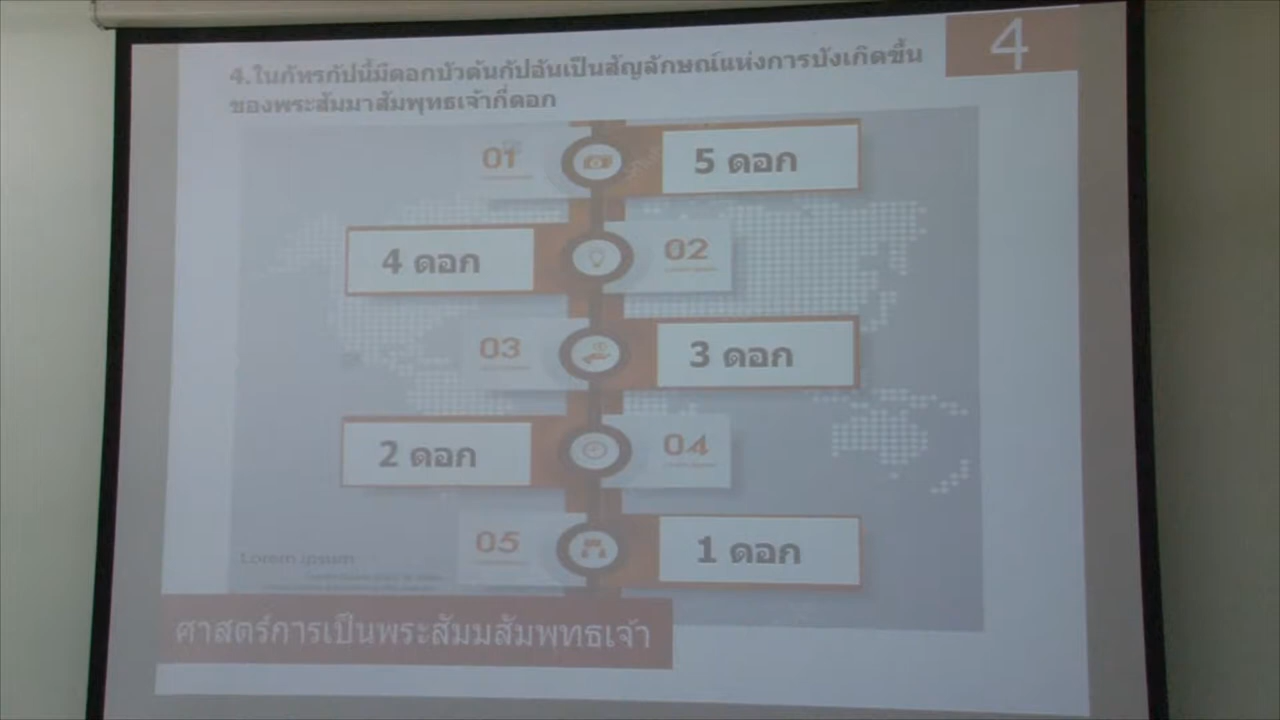 4
4.ในภัทรกัปนี้มีดอกบัวต้นกัปอันเป็นสัญลักษณ์แห่งการบังเกิดขึ้น
ของพระสัมมาสัมพุทธเจ้ากี่ดอก
01
5 ดอก
4 ดอก
02
03
3 ดอก
2 ดอก
04
05
1 ดอก
Lorem ipsum
ศาสตร์การเป็นพระสัมมสัมพุทธเจ้า